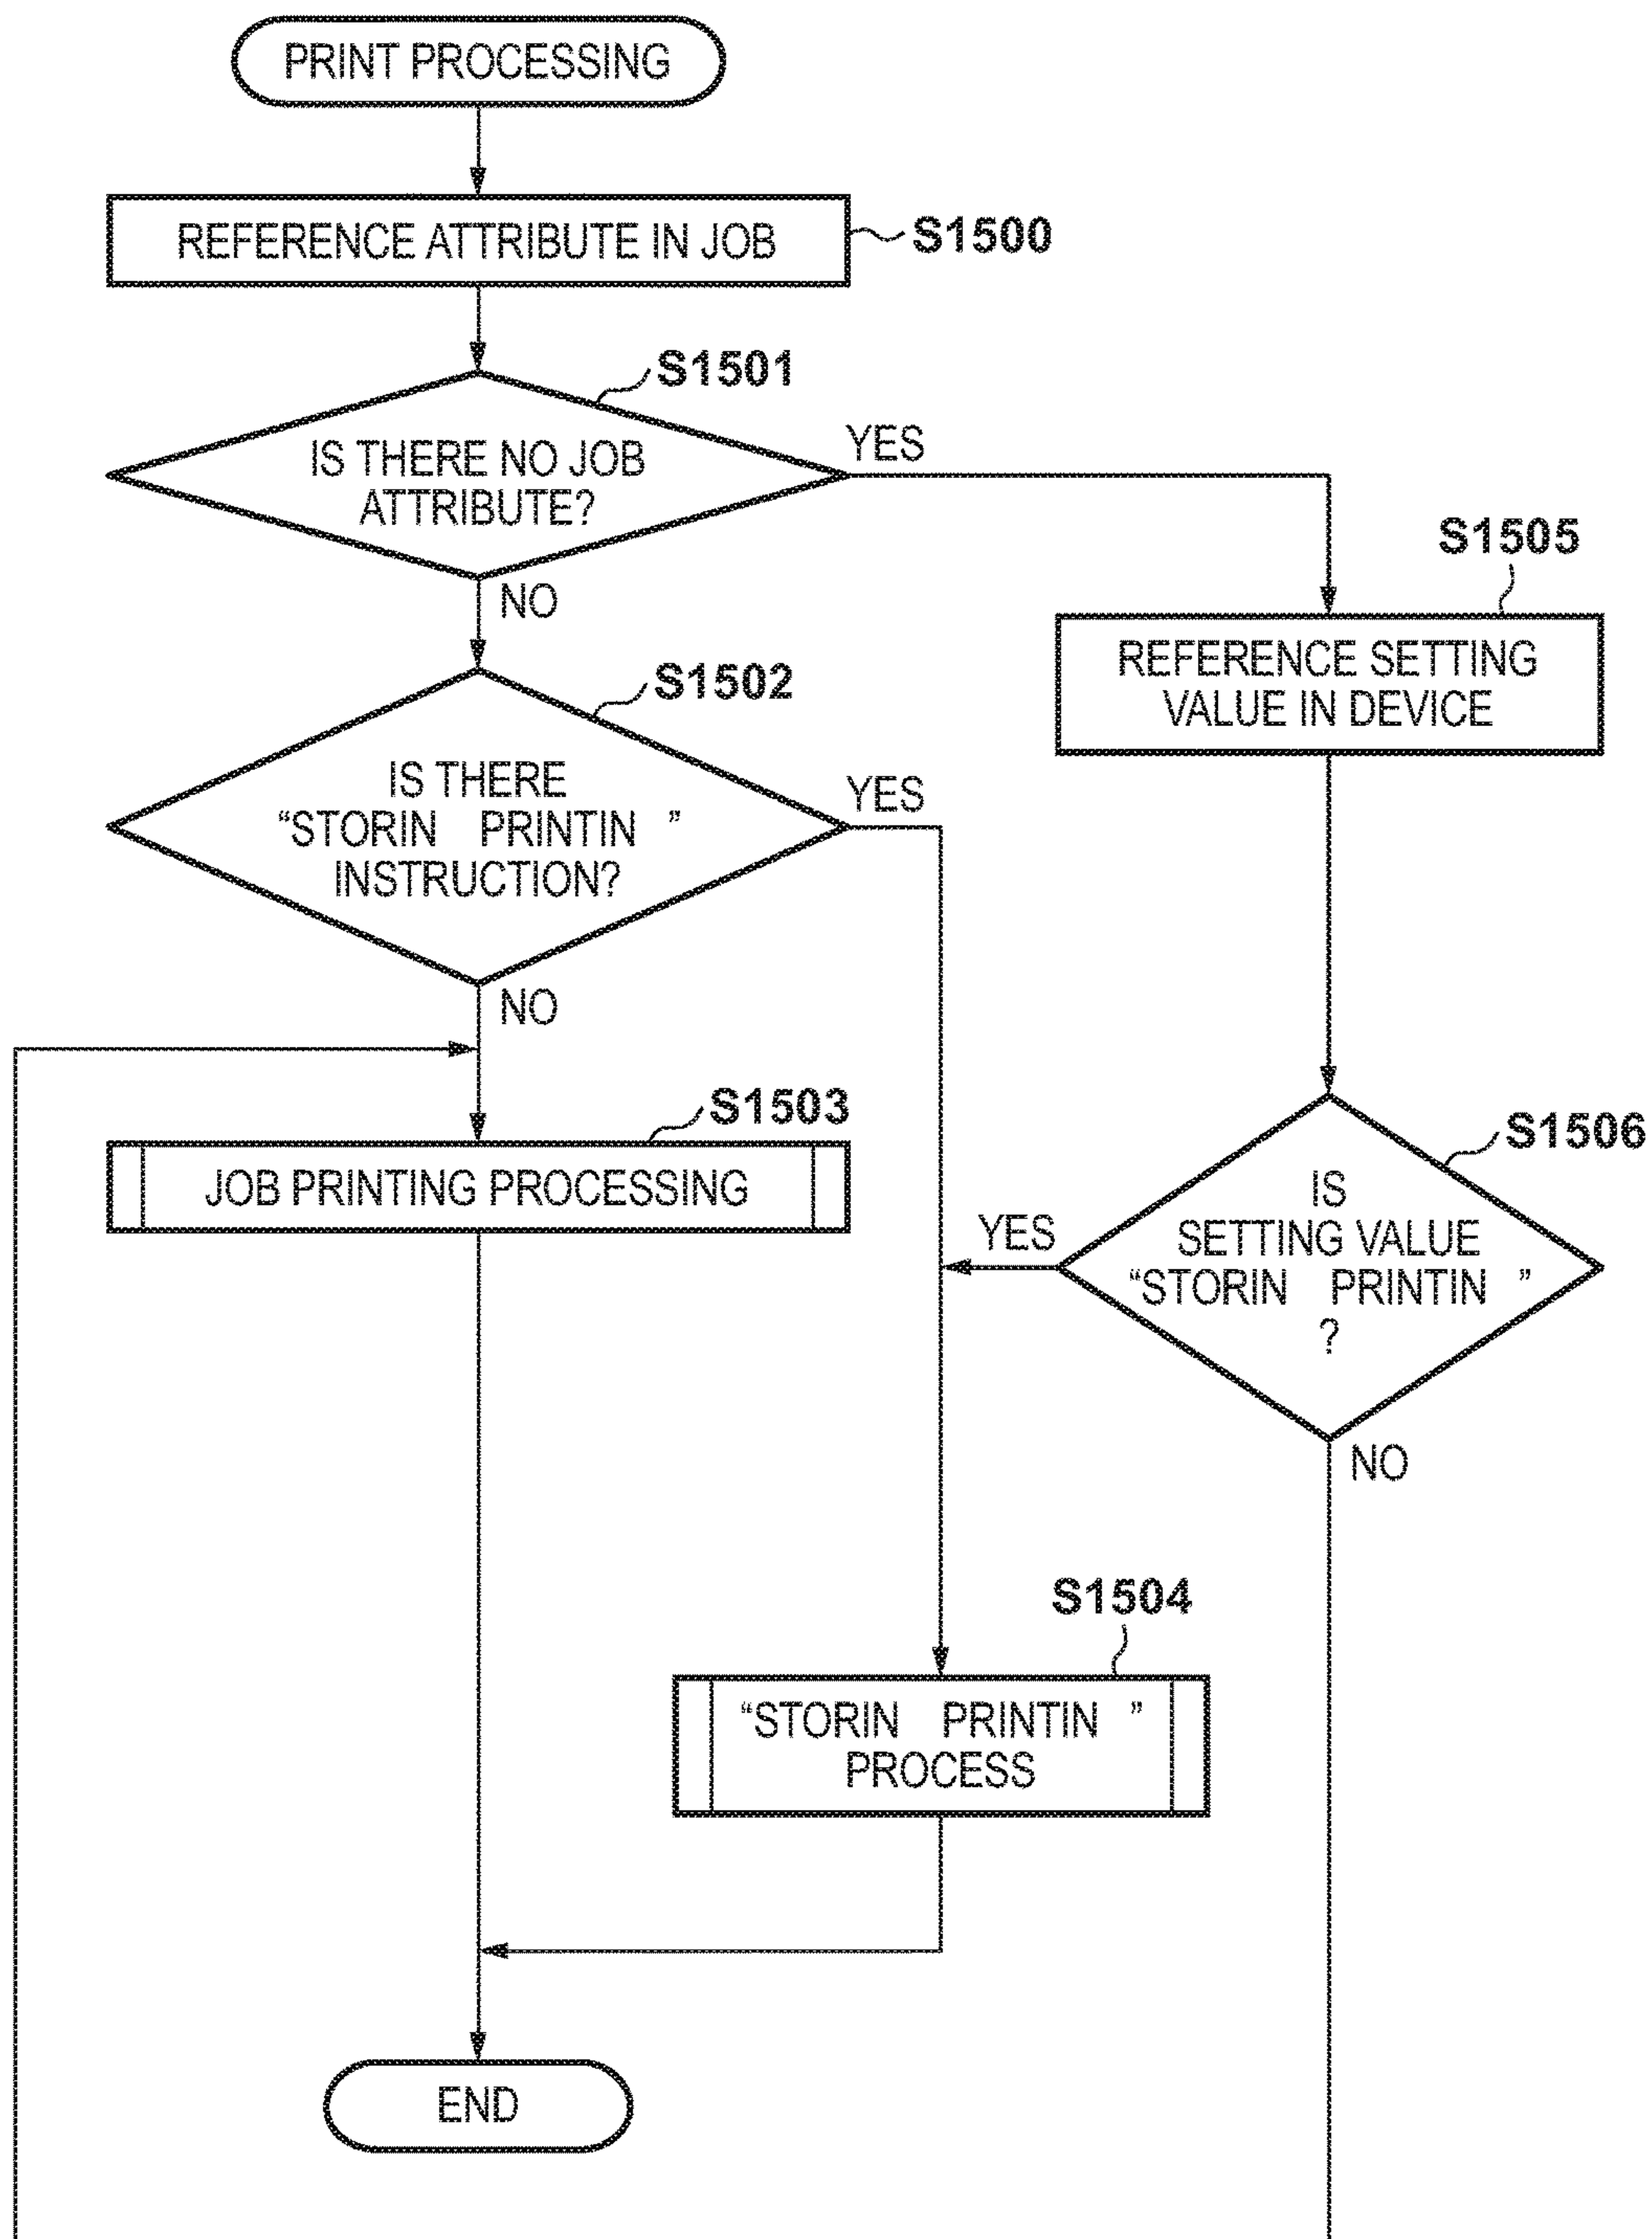 PRINT PROCESSING
REFERENCE ATTRIBUTE IN JOB
S1500
S1501
IS THERE NO JOB
ATTRIBUTE?
YES
NO
S1505
REFERENCE SETTING
VALUE IN DEVICE
S1502
IS THERE
“STORIN PRINTIN ”
INSTRUCTION?
YES
NO
S1503
JOB PRINTING PROCESSING
S1506
IS
SETTING VALUE
“STORIN PRINTIN ”
?
YES
NO
S1504
“STORIN PRINTIN ”
PROCESS
END